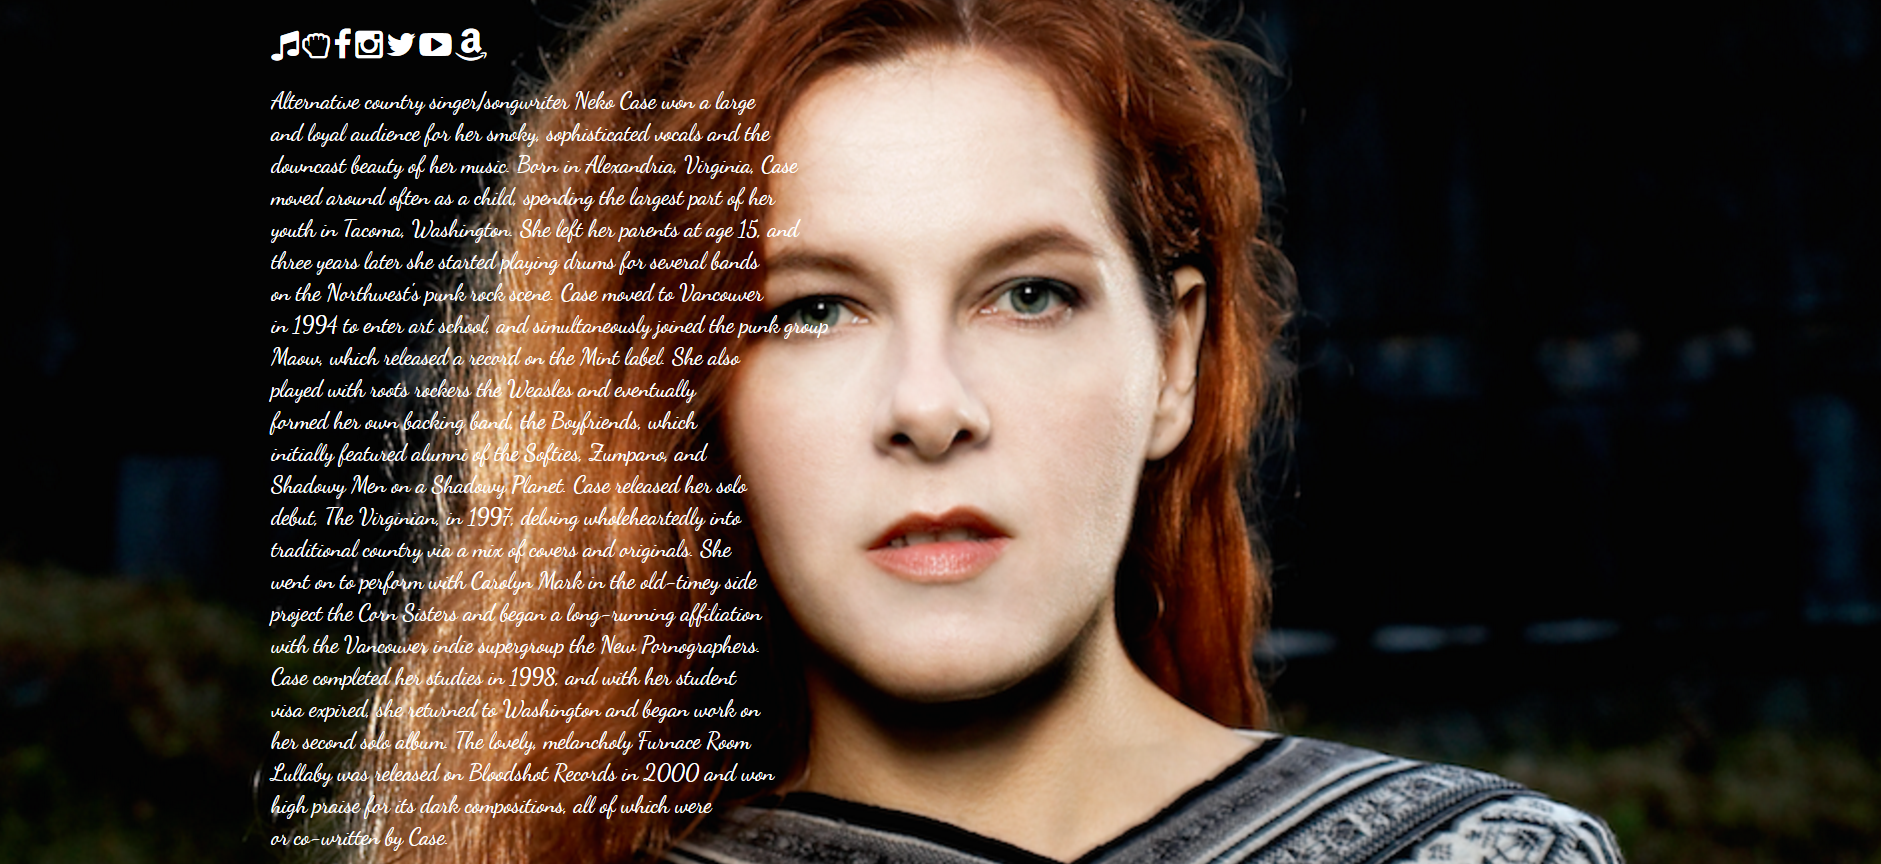 Alternative country singer/songwriter Neko Case won a large
and loyal audience for her smoky, sophisticated vocals and the
downcast beauty of her music. Born in Alexandria, Virginia, Case
moved around often as a child, spending the largest part of her
youth in Tacoma, Washington. She left her parents at age 15, and
three years later she started playing drums for several bands
on the Northwest's punk rock scene. Case moved to Vancouver
in 1994 to enter art school, and simultaneously joined the punk group
Maow, which released a record on the Mint label. She also
played with roots rockers the Weasles and eventually
formed her own backing band, the Boyfriends, which
initially featured alumni of the Softies, Zumpano, and
Shadowy Men on a Shadowy Planet. Case released her solo
debut, The Virginian, in 1997, delving wholeheartedly into
traditional country via a mix of covers and originals. She
went on to perform with Carolyn Mark in the old-timey side
project the Corn Sisters and began a long-running affiliation
with the Vancouver indie supergroup the New Pornographers.
Case completed her studies in 1998, and with her student
visa expired, she returned to Washington and began work on
her second solo album. The lovely, melancholy Furnace Room
Lullaby was released on Bloodshot Records in 2000 and won
high praise for its dark compositions, all of which were
or co-written by Case.